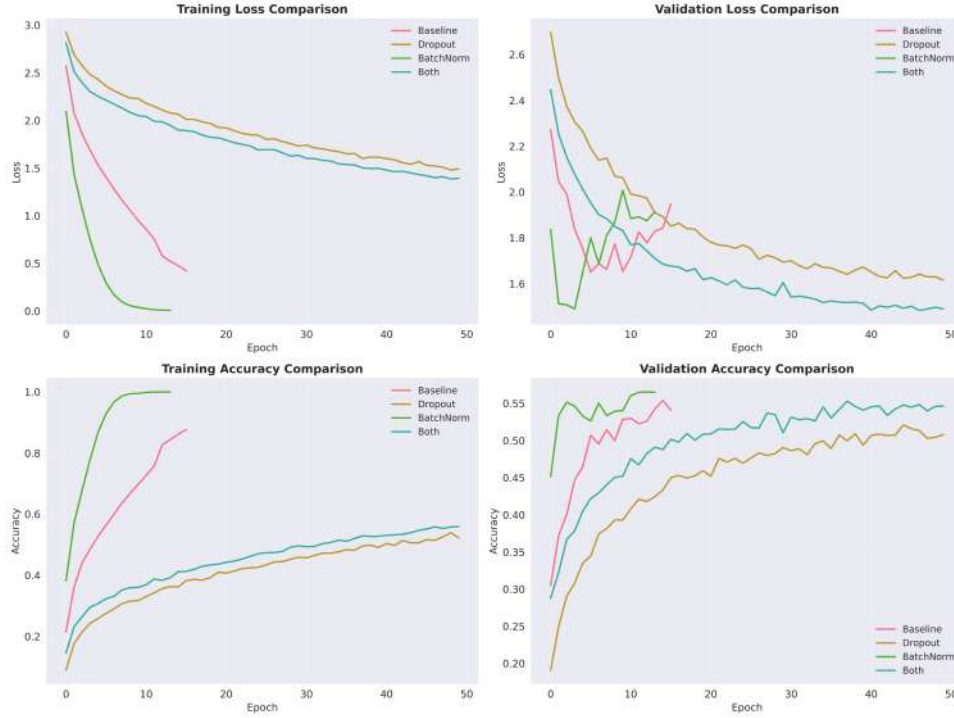 Training Loss Comparison
Baseline
Dropout
BatchNorm
Both
3.0
2.5
2.0
1.5
1.0
0.5
0.0
Loss
0
10
20
30
40
50
Epoch
Validation Loss Comparison
Baseline
Dropout
BatchNorm
Both
2.6
2.4
2.2
2.0
1.8
1.6
Loss
0
10
20
30
40
50
Epoch
Training Accuracy Comparison
Baseline
Dropout
BatchNorm
Both
1.0
0.8
0.6
0.4
0.2
Accuracy
0
10
20
30
40
50
Epoch
Validation Accuracy Comparison
0.55
0.50
0.45
0.40
0.35
0.30
0.25
0.20
Accuracy
Baseline
Dropout
BatchNorm
Both
0
10
20
30
40
50
Epoch